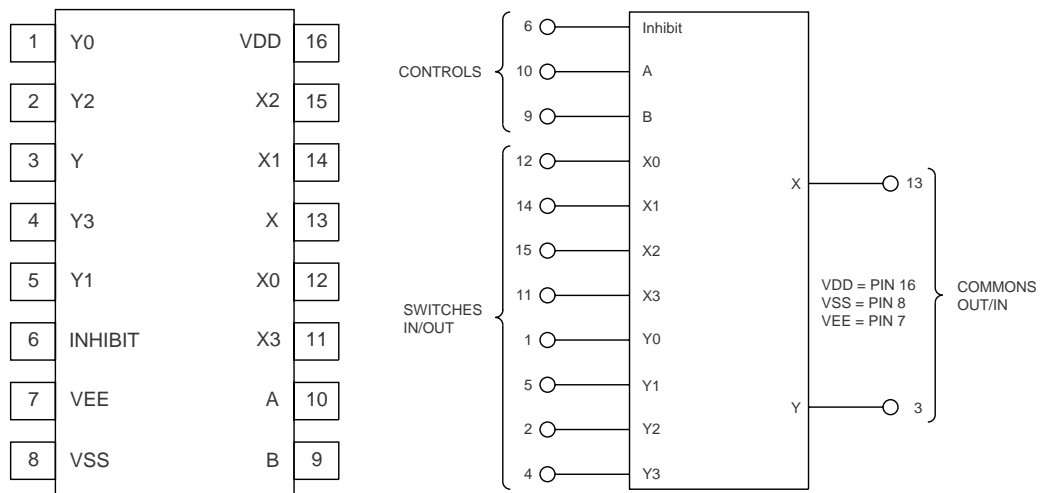 1 Y0 VDD 16
2 Y2 X2 15
3 Y X1 14
4 Y3 X 13
5 Y1 X0 12
6 INHIBIT X3 11
7 VEE A 10
8 VSS B 9
CONTROLS
6 Inhibit
10 A
9 B
SWITCHES
IN/OUT
12 X0
14 X1
15 X2
11 X3
1 Y0
5 Y1
2 Y2
4 Y3
X 13
VDD = PIN 16
VSS = PIN 8
VEE = PIN 7
COMMONS
OUT/IN
Y 3